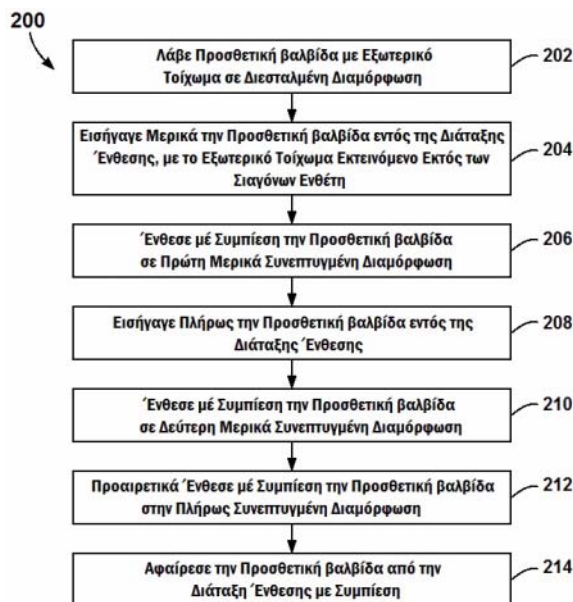 200
Λάβε Προσθετική βαλβίδα με Εξωτερικό
Τοίχωμα σε Διεσταλμένη Διαμόρφωση
202
Εισήγαγε Μερικά την Προσθετική βαλβίδα εντός της Διάταξης
Ένθεσης, με το Εξωτερικό Τοίχωμα Εκτεινόμενο Εκτός των
Σιαγόνων Ενθέτη
204
Ένθεσε μέ Συμπίεση την Προσθετική βαλβίδα
σε Πρώτη Μερικά Συνεπτυγμένη Διαμόρφωση
206
Εισήγαγε Πλήρως την Προσθετική βαλβίδα εντός της
Διάταξης Ένθεσης
208
Ένθεσε μέ Συμπίεση την Προσθετική βαλβίδα
σε Δεύτερη Μερικά Συνεπτυγμένη Διαμόρφωση
210
Προαιρετικά Ένθεσε μέ Συμπίεση την Προσθετική βαλβίδα
στην Πλήρως Συνεπτυγμένη Διαμόρφωση
212
Αφαίρεσε την Προσθετική βαλβίδα από την
Διάταξη Ένθεσης με Συμπίεση
214